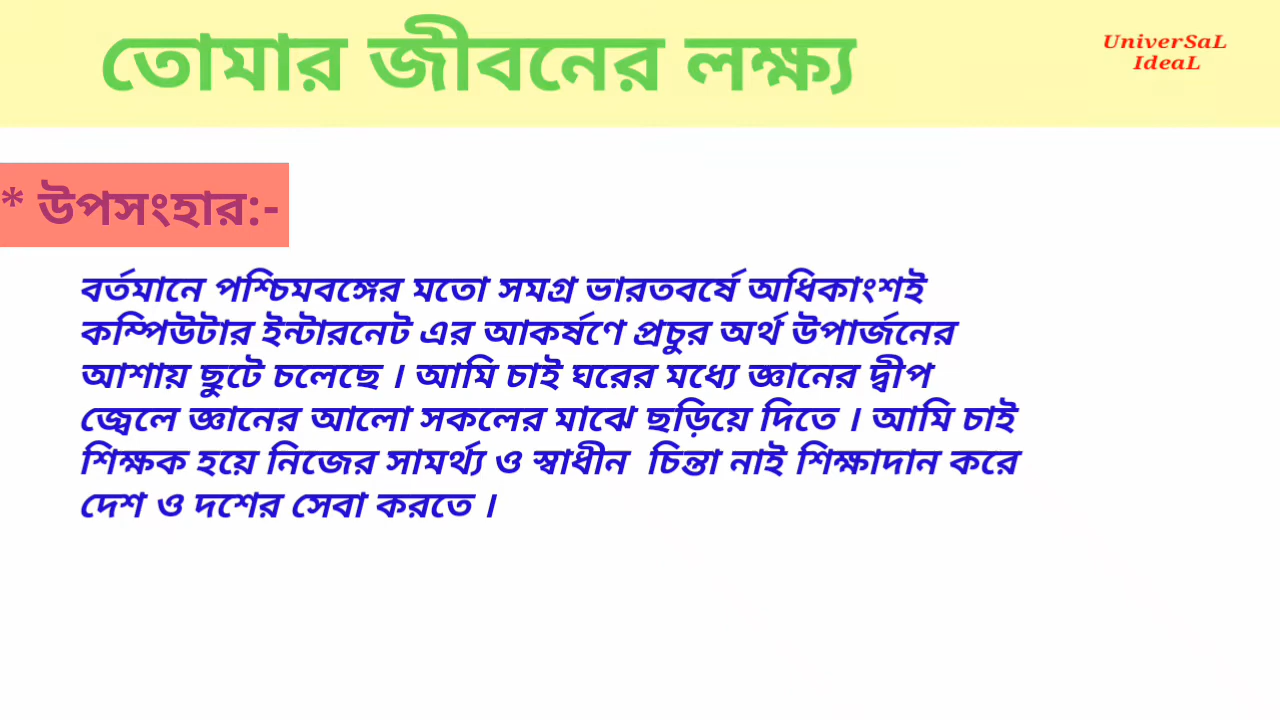 তোমার জীবনের লক্ষ্য
UniverSaL
IdeaL
* উপসংহার:-
বর্তমানে পশ্চিমবঙ্গের মতো সমগ্র ভারতবর্ষে অধিকাংশই
কম্পিউটার ইন্টারনেট এর আকর্ষণে প্রচুর অর্থ উপার্জনের
আশায় ছুটে চলেছে । আমি চাই ঘরের মধ্যে জ্ঞানের দ্বীপ
জ্বেলে জ্ঞানের আলো সকলের মাঝে ছড়িয়ে দিতে । আমি চাই
শিক্ষক হয়ে নিজের সামর্থ্য ও স্বাধীন চিন্তা নাই শিক্ষাদান করে
দেশ ও দশের সেবা করতে ।